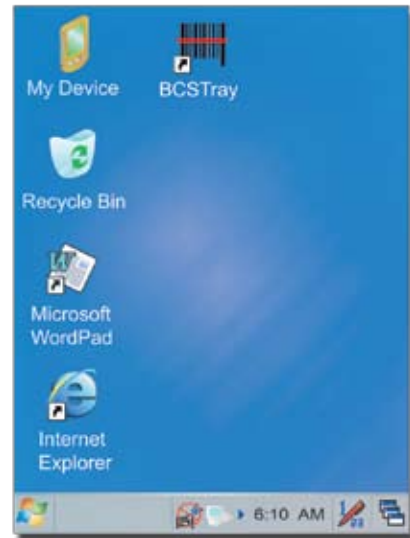 My Device
BCSTray
Recycle Bin
Microsoft
WordPad
Internet
Explorer
6:10 AM